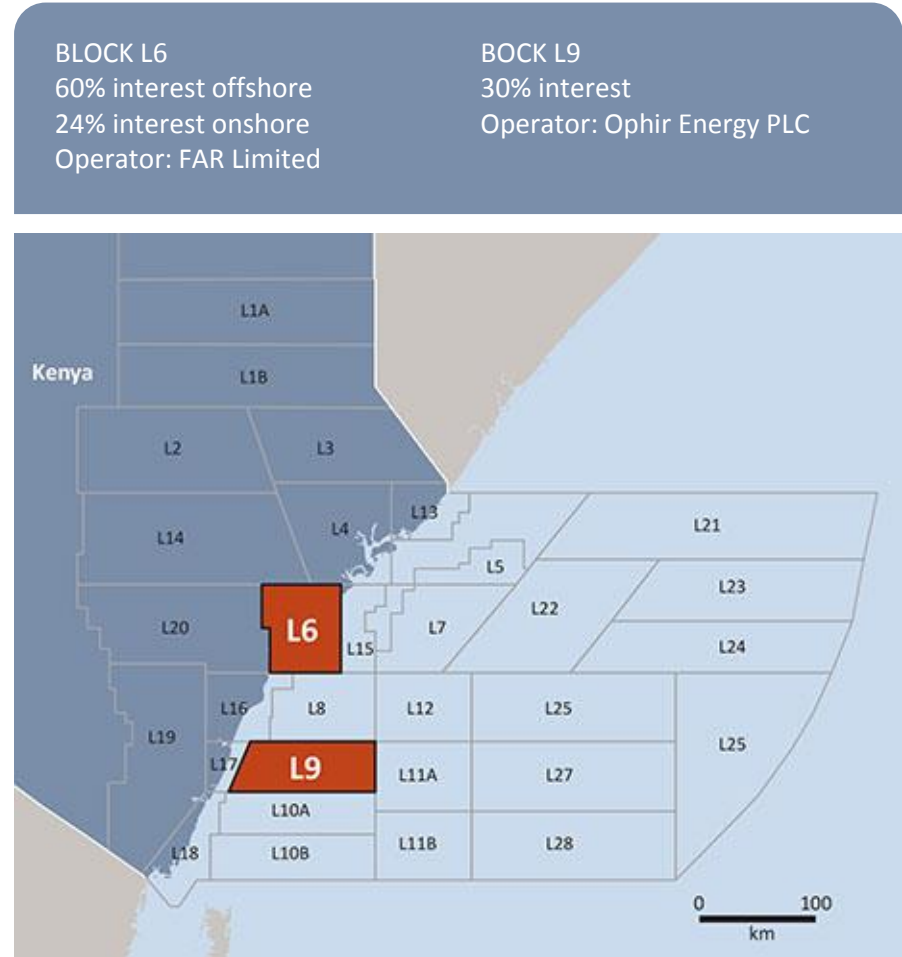 BLOCK L6
60% interest offshore
24% interest onshore
Operator: FAR Limited
BOCK L9
30% interest
Operator: Ophir Energy PLC
L1A
Kenya
L1B
L2
L3
L13
L4
L14
L21
L5
L23
L22
L20
L6
L15
L7
L24
L16
L8
L12
L25
L19
L25
L17
L9
L11A
L27
L10A
L18
L10B
L11B
L28
0 100
km